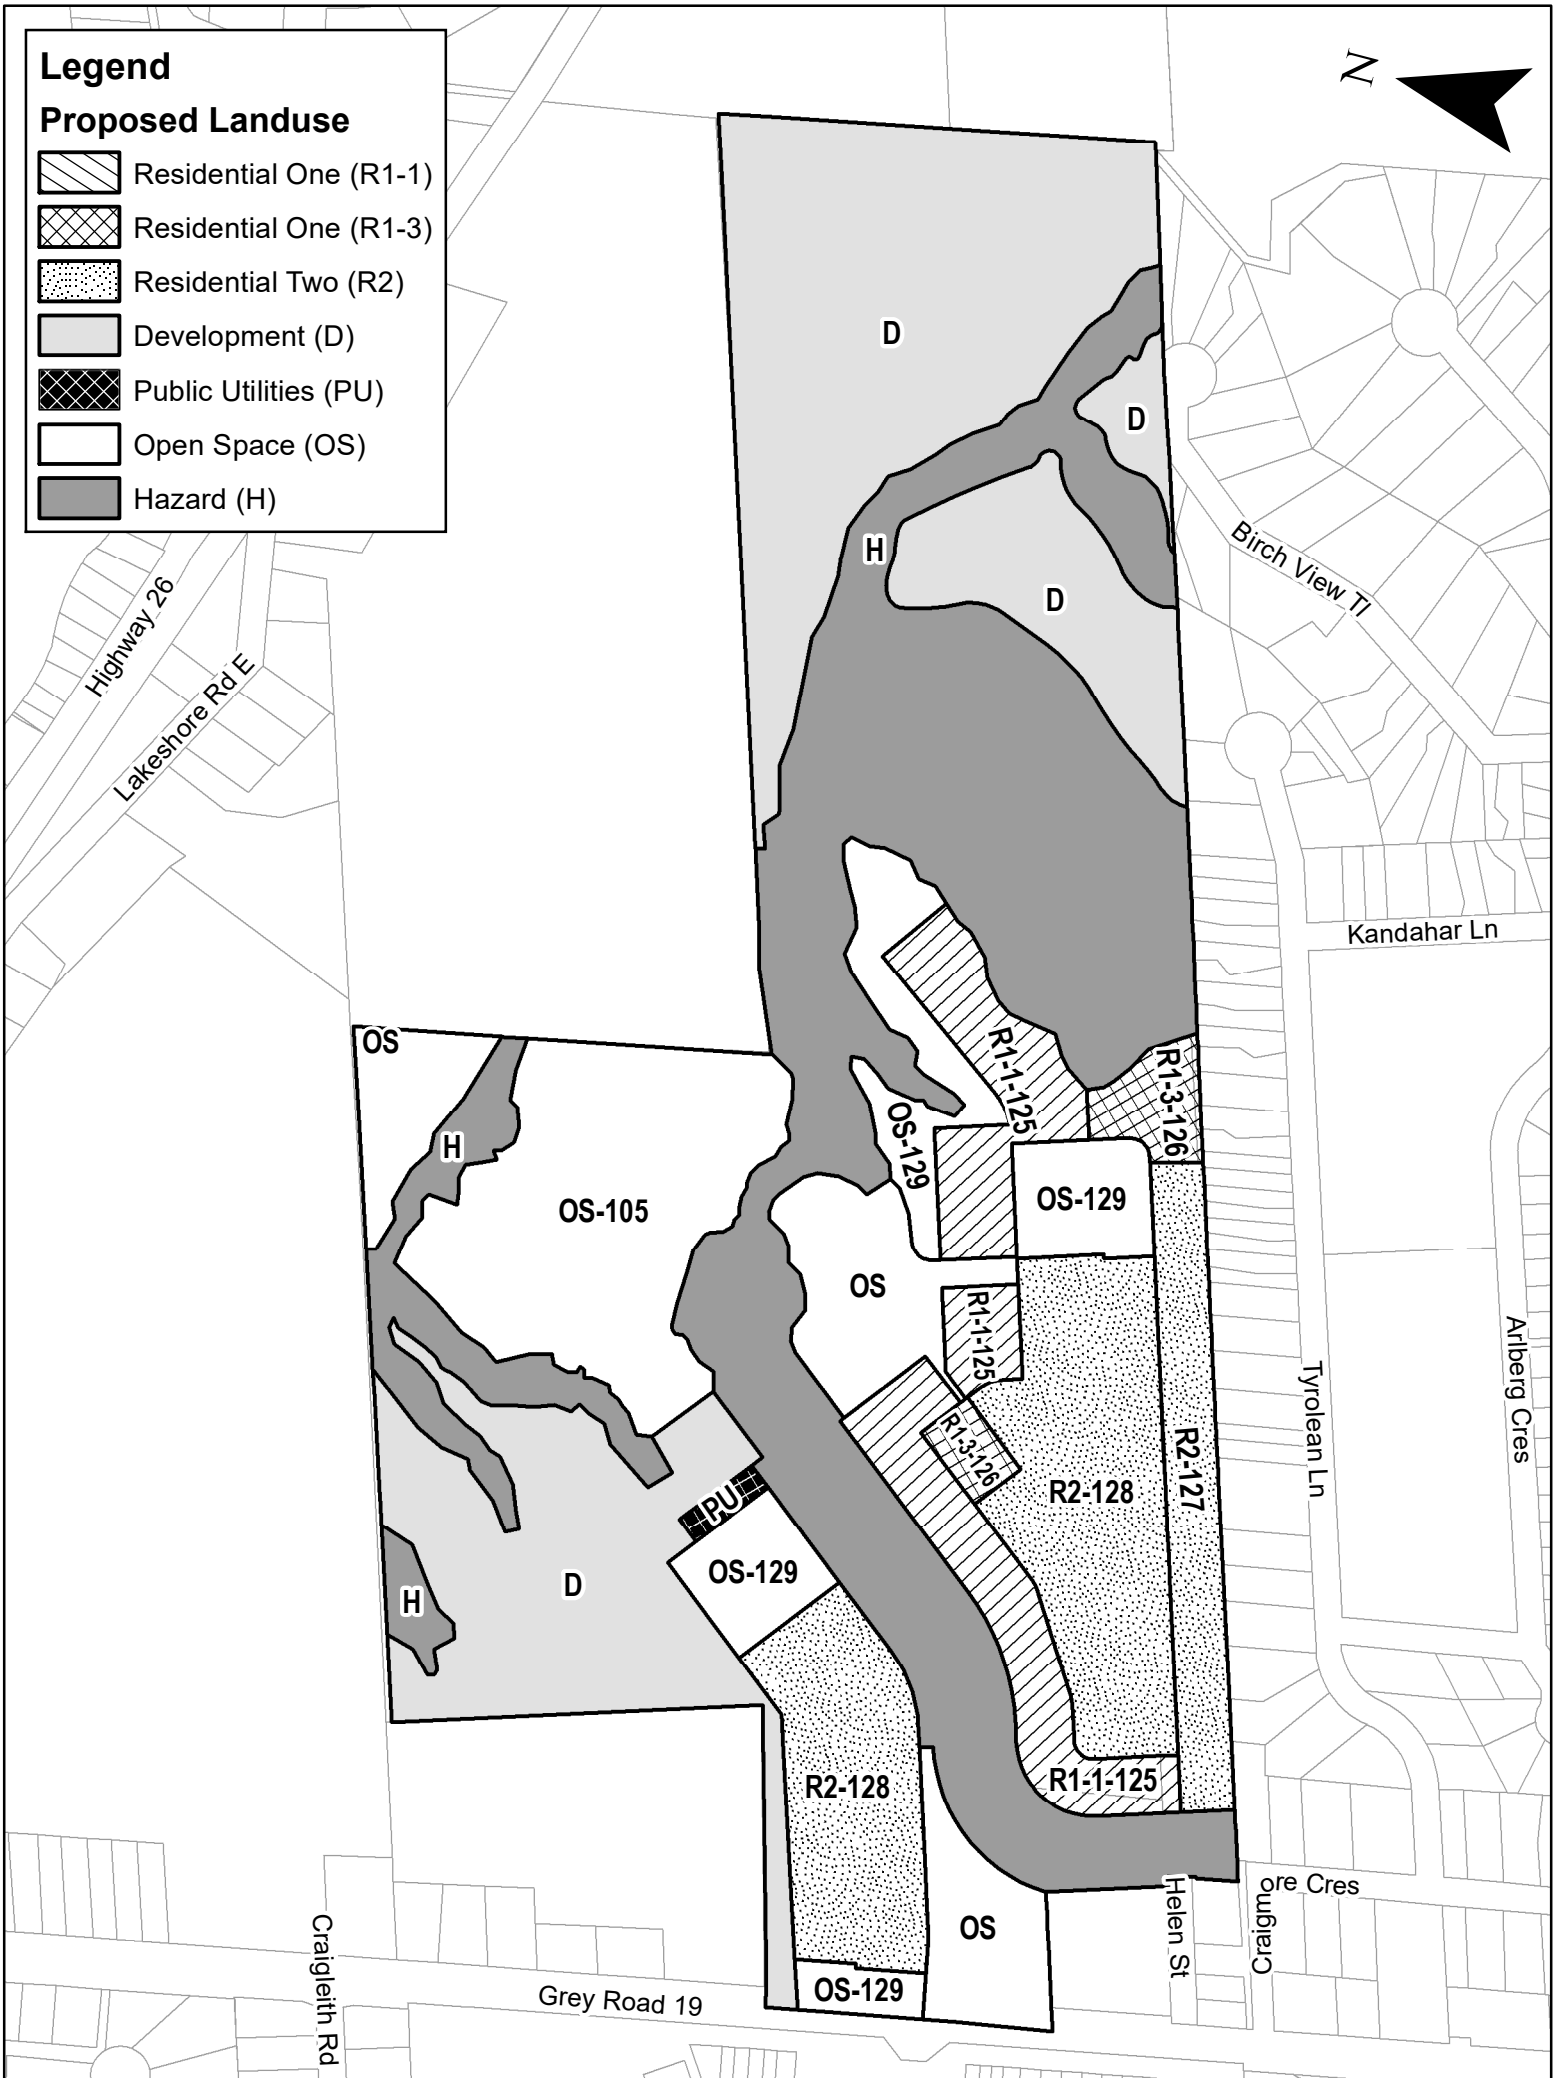 Legend
Proposed Landuse
Residential One (R1-1)
Residential One (R1-3)
Residential Two (R2)
Development (D)
Public Utilities (PU)
Open Space (OS)
Hazard (H)
N
D
D
H
D
Birch View Tl
Highway 26
Lakeshore Rd E
Kandahar Ln
OS
R1-1-125
R1-3-126
H
OS-129
OS-129
OS-105
OS
R1-1-125
Tyrolean Ln
Arlberg Cres
R1-3-126
R2-127
R2-128
PU
OS-129
D
H
R2-128
R1-1-125
Helen St
Craigmore Cres
OS
OS-129
Craigleith Rd
Grey Road 19